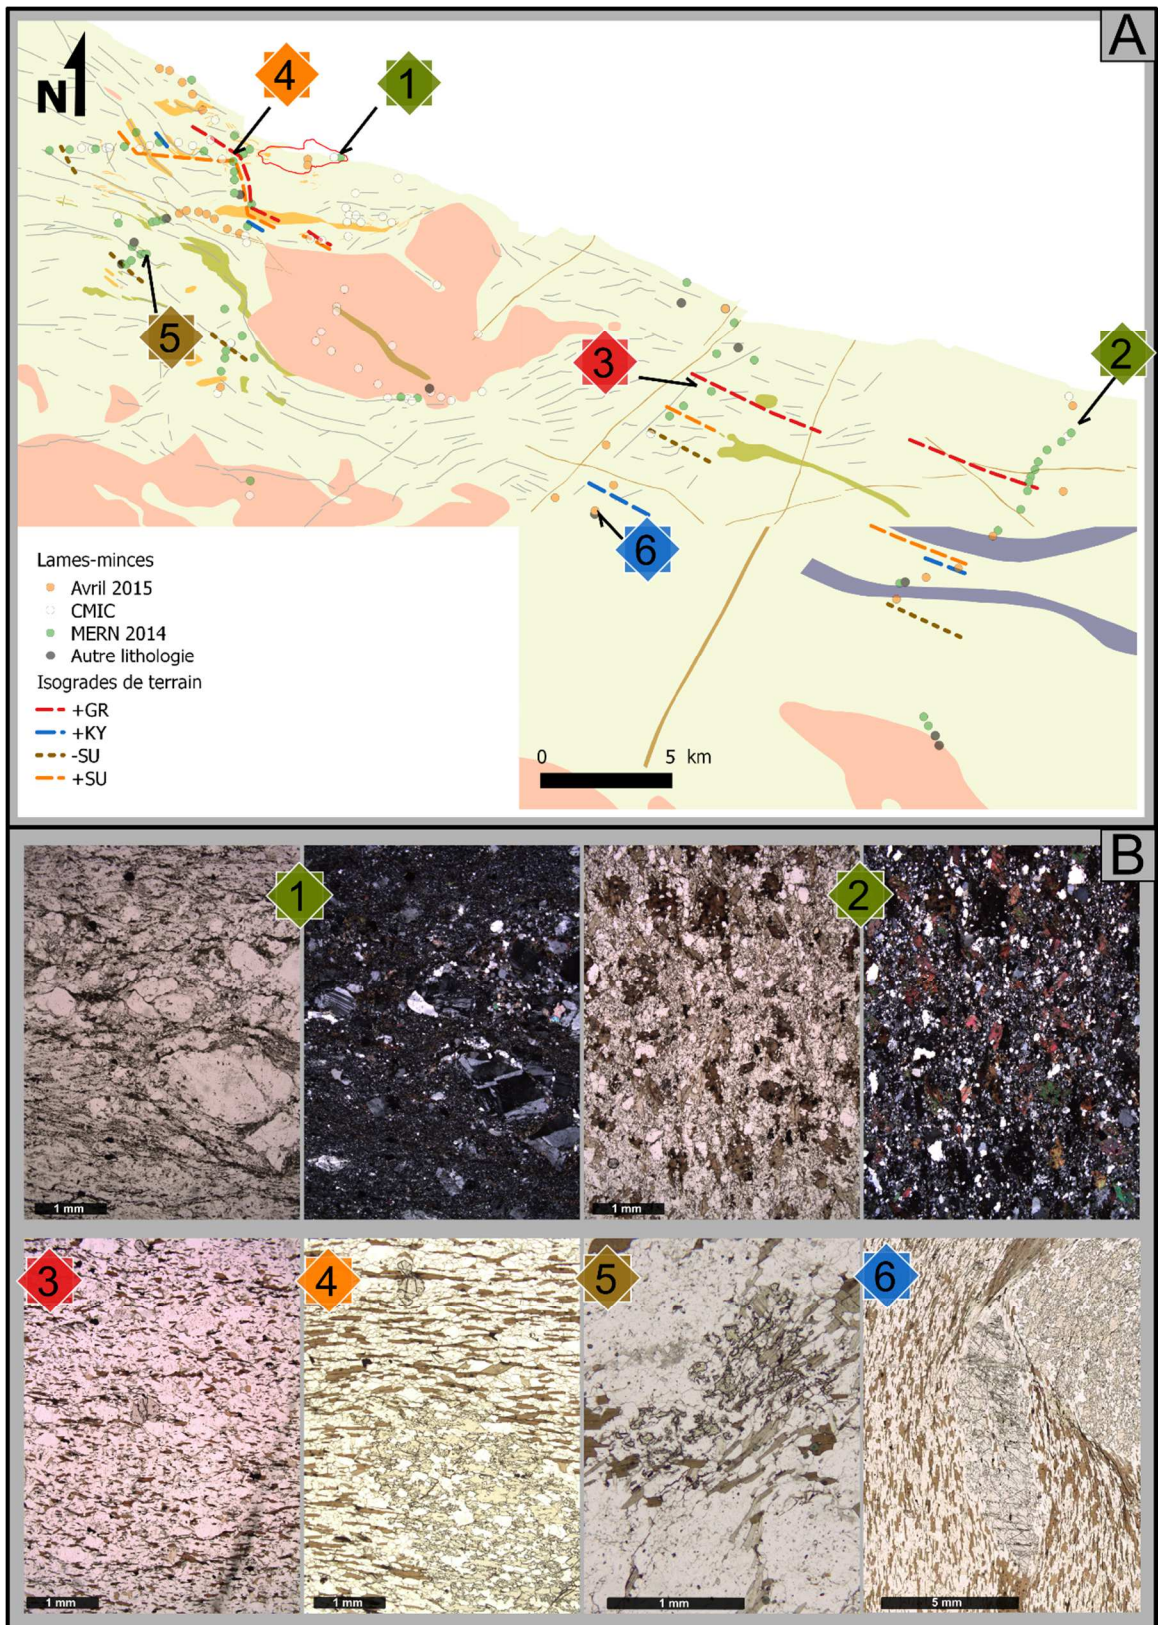 A
N
4
1
5
3
2
6
Lames-minces
Avril 2015
CMIC
MERN 2014
Autre lithologie
Isogrades de terrain
+GR
+KY
-SU
+SU
0 5 km
B
1
2
1 mm
1 mm
3
4
5
6
1 mm
1 mm
1 mm
5 mm